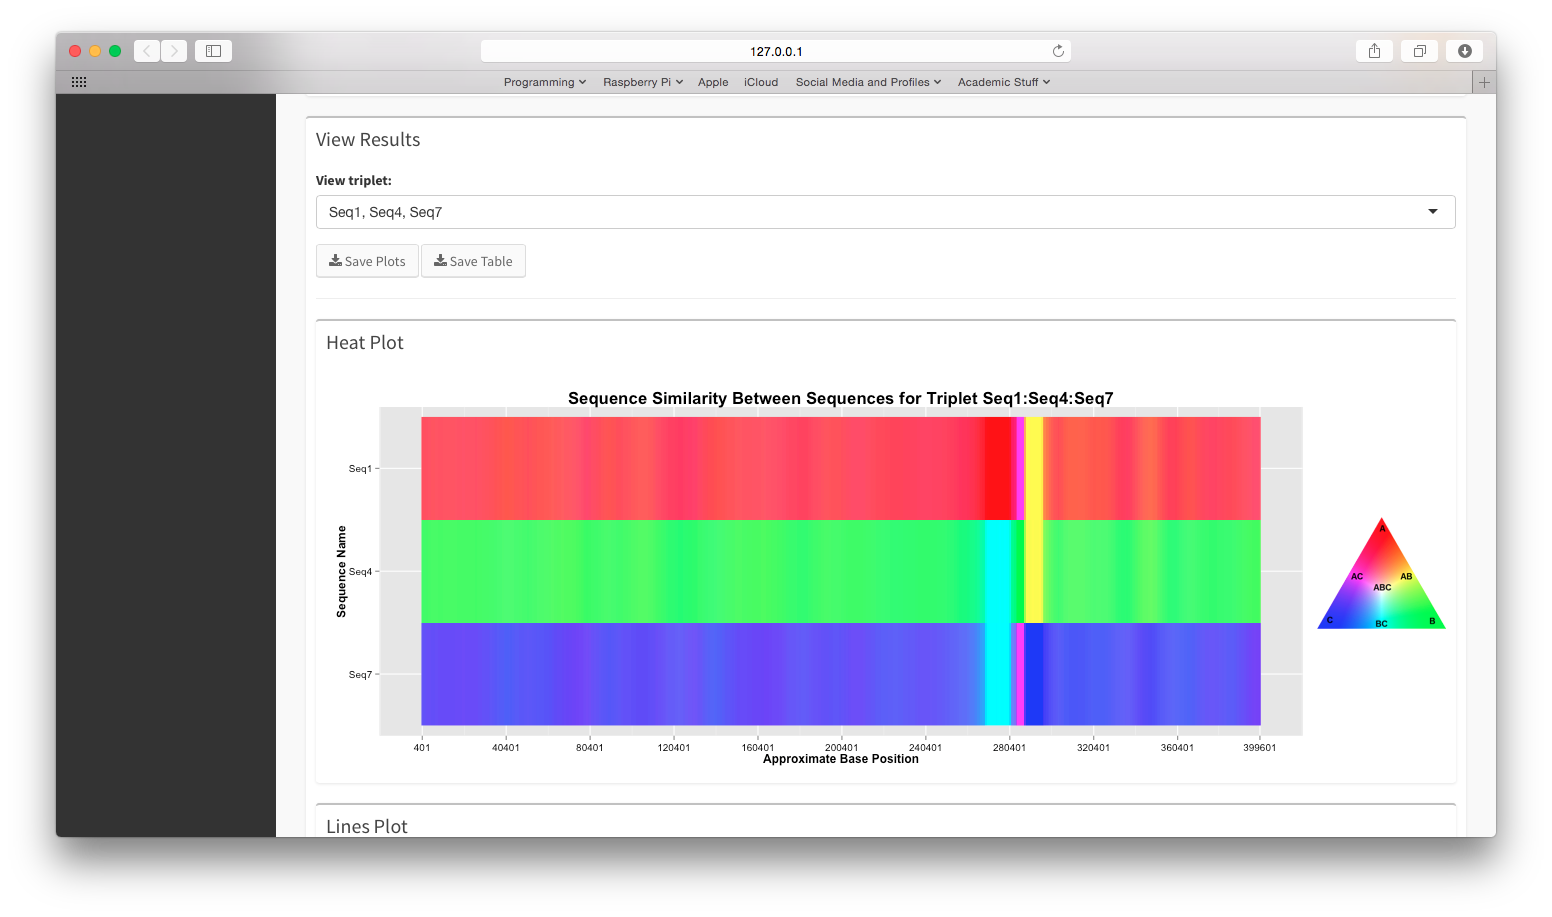 127.0.0.1
Programming Raspberry Pi Apple iCloud Social Media and Profiles Academic Stuff
View Results
View triplet:
Seq1, Seq4, Seq7
Save Plots Save Table
Heat Plot
Sequence Similarity Between Sequences for Triplet Seq1:Seq4:Seq7
Sequence Name
Seq1
Seq4
Seq7
401 40401 80401 120401 160401 200401 240401 280401 320401 360401 399601
Approximate Base Position
A
AC AB
ABC
C BC B
Lines Plot